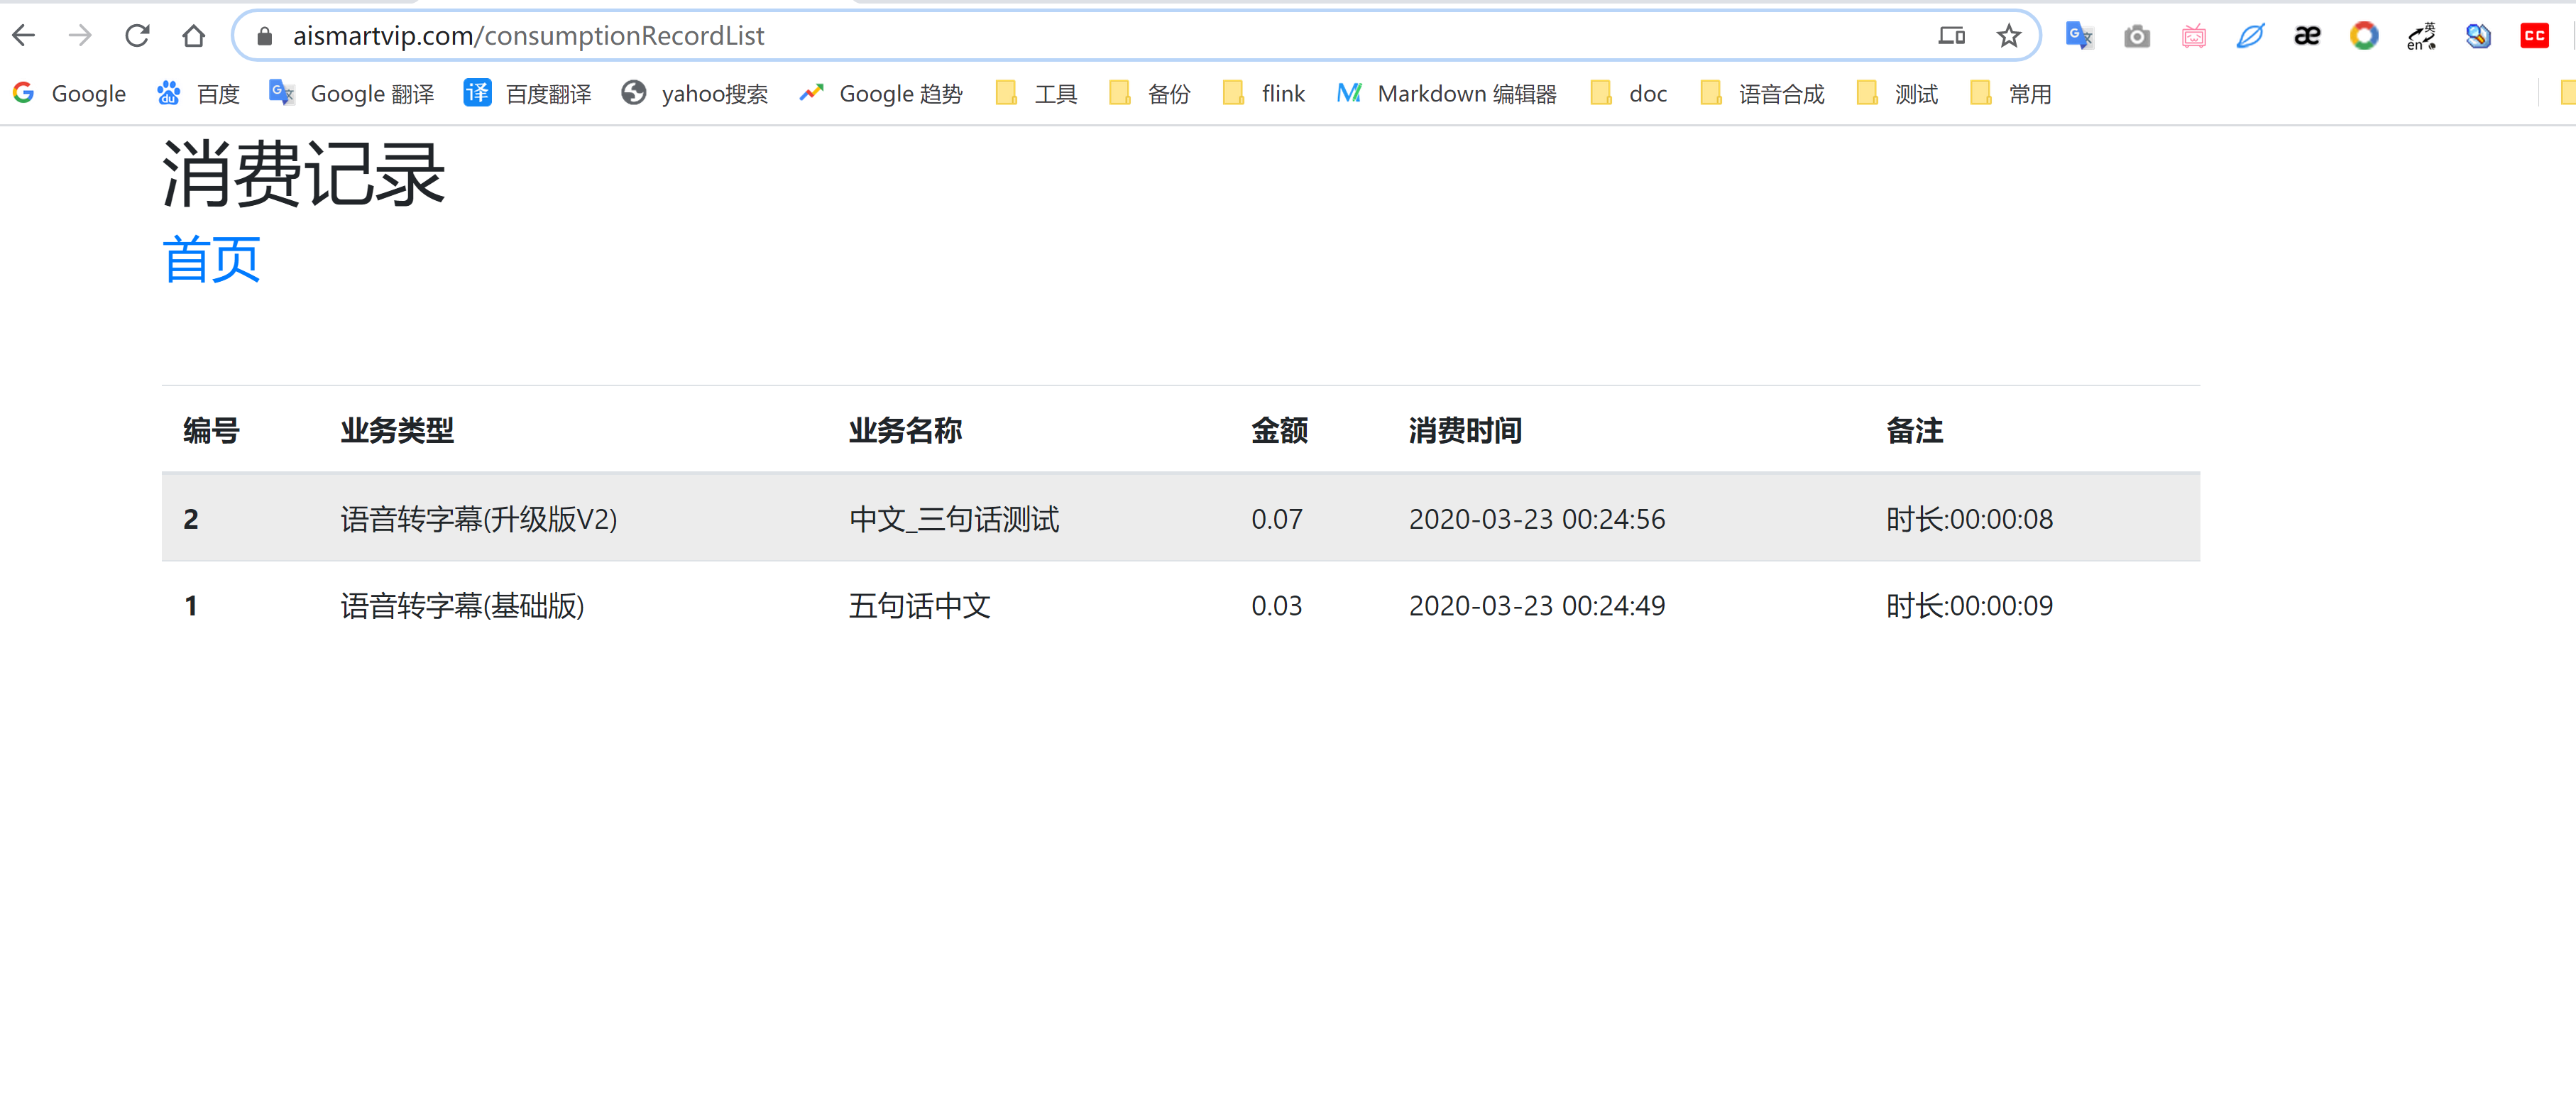 aismartvip.com/consumptionRecordList
英
en
CC
Google 百度 Google 翻译 译 百度翻译 yahoo搜索 Google 趋势 工具 备份 flink Markdown 编辑器 doc 语音合成 测试 常用
消费记录
首页
编号 业务类型 业务名称 金额 消费时间 备注
2 语音转字幕(升级版V2) 中文_三句话测试 0.07 2020-03-23 00:24:56 时长:00:00:08
1 语音转字幕(基础版) 五句话中文 0.03 2020-03-23 00:24:49 时长:00:00:09